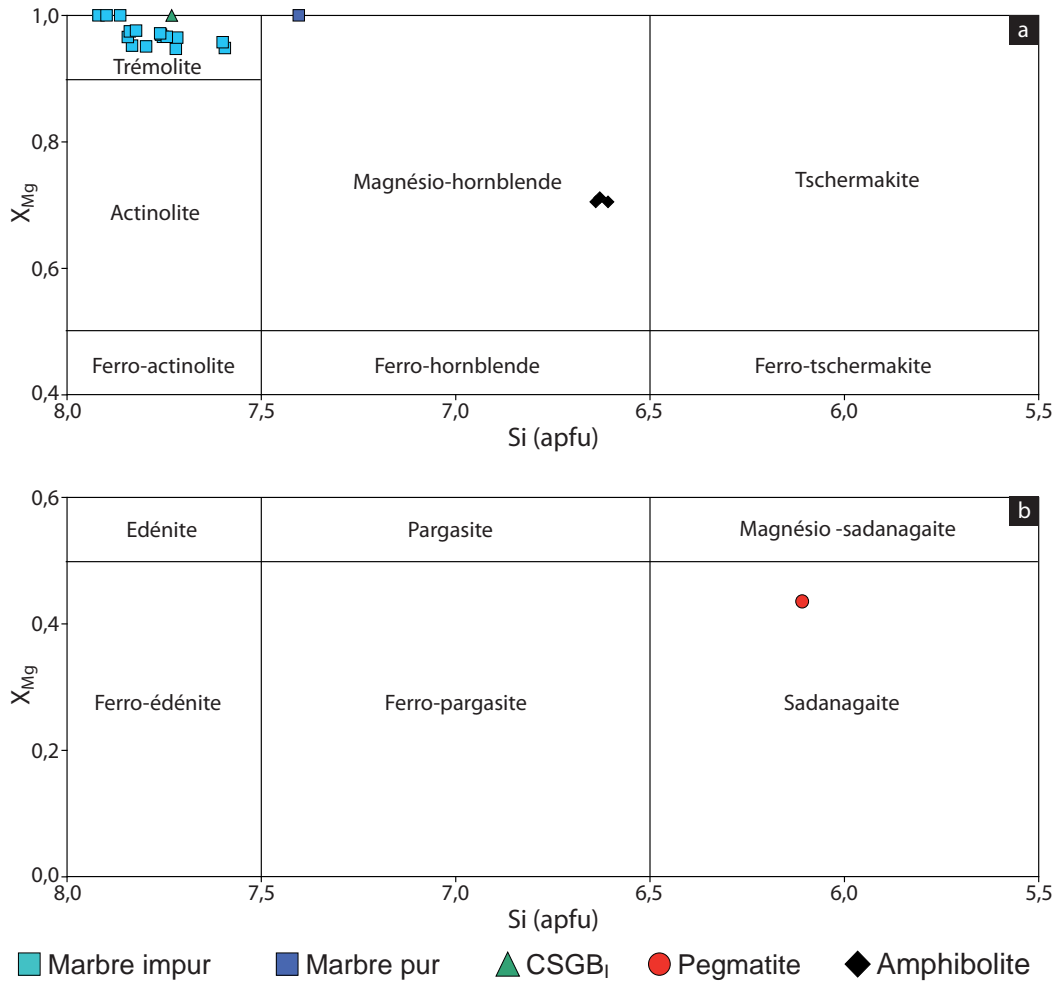 1,0
a
Trémolite
0,8
Magnésio-hornblende
Tschermakite
X_Mg
Actinolite
0,6
Ferro-actinolite
Ferro-hornblende
Ferro-tschermakite
0,4
8,0 7,5 7,0 6,5 6,0 5,5
Si (apfu)
0,6
b
Edénite
Pargasite
Magnésio -sadanagaite
0,4
X_Mg
Ferro-édénite
Ferro-pargasite
Sadanagaite
0,2
0,0
8,0 7,5 7,0 6,5 6,0 5,5
Si (apfu)
Marbre impur Marbre pur CSGB_I Pegmatite Amphibolite